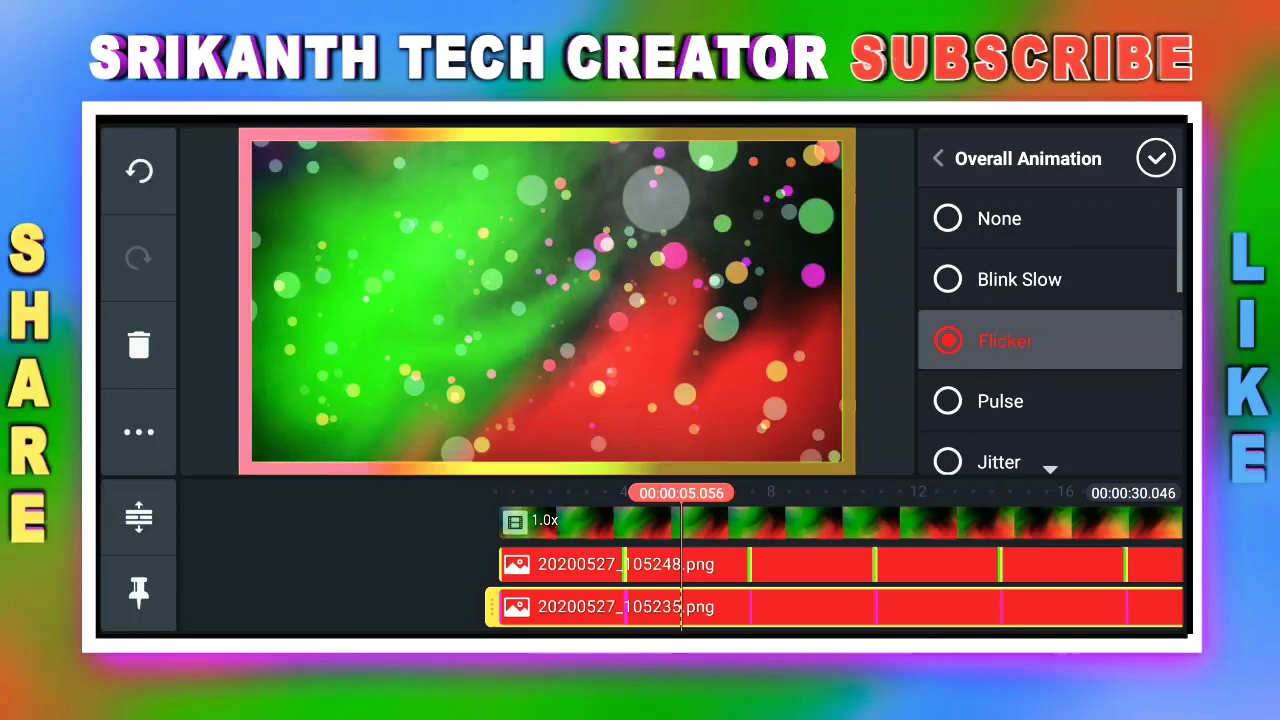 SRIKANTH TECH CREATOR SUBSCRIBE
SHARE
Overall Animation
None
Blink Slow
Flicker
Pulse
Jitter
LIKE
4 00:00:05.056 8 12 16 00:00:30.046
1.0x
20200527_105248.png
20200527_105235.png